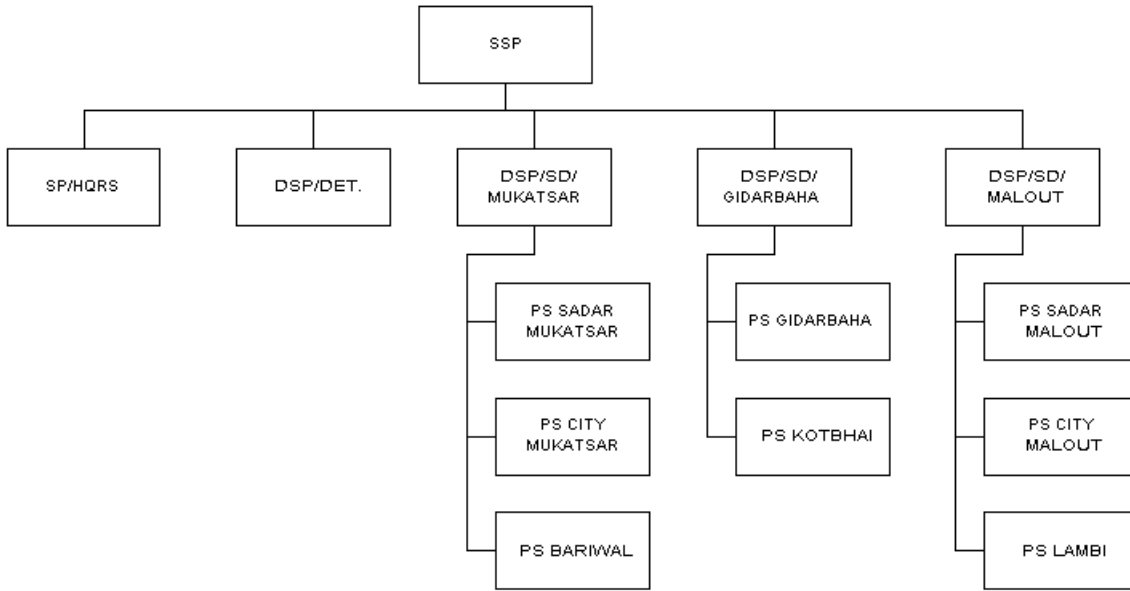 SSP
SP/HQRS
DSP/DET.
DSP/SD/
MUKATSAR
DSP/SD/
GIDARBAHA
DSP/SD/
MALOUT
PS SADAR
MUKATSAR
PS GIDARBAHA
PS SADAR
MALOUT
PS CITY
MUKATSAR
PS KOTBHAI
PS CITY
MALOUT
PS BARIWAL
PS LAMBI